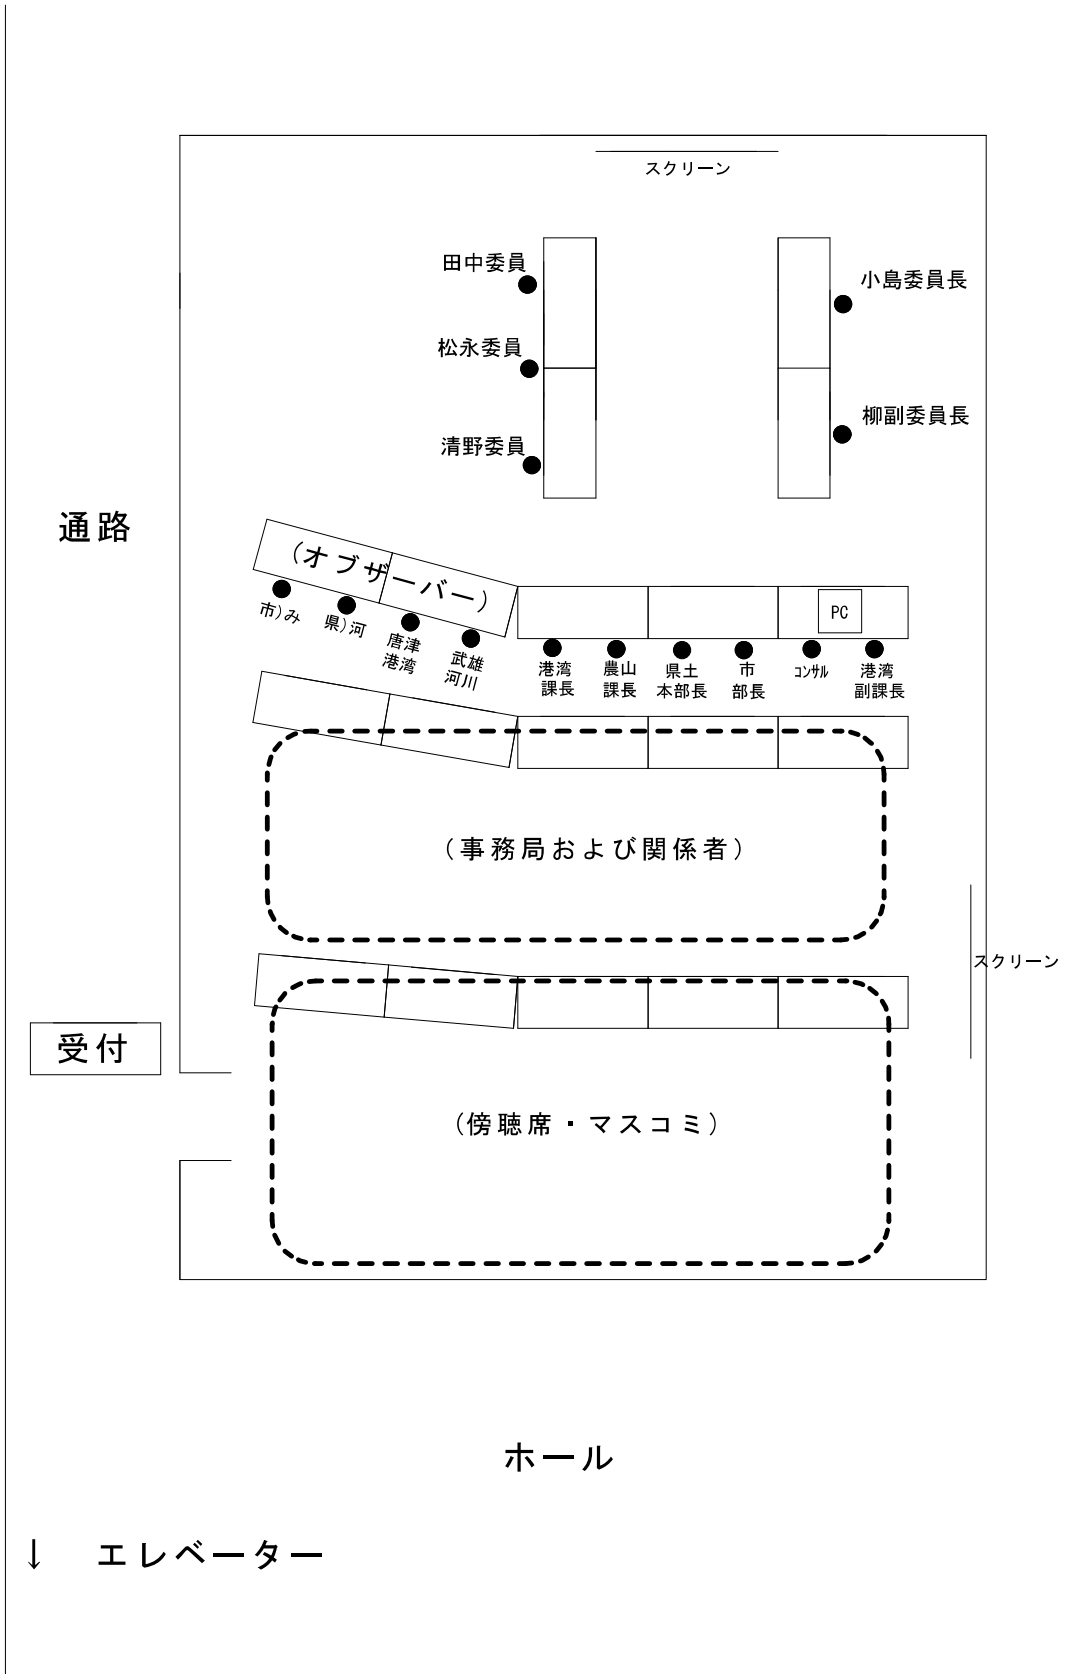 スクリーン
田中委員
小島委員長
松永委員
柳副委員長
清野委員
通路
(オブザーバー)
市)み
県)河
唐津
港湾
武雄
河川
PC
港湾
課長
農山
課長
県土
本部長
市
部長
コンサル
港湾
副課長
(事務局および関係者)
スクリーン
受付
(傍聴席・マスコミ)
ホール
↓ エレベーター